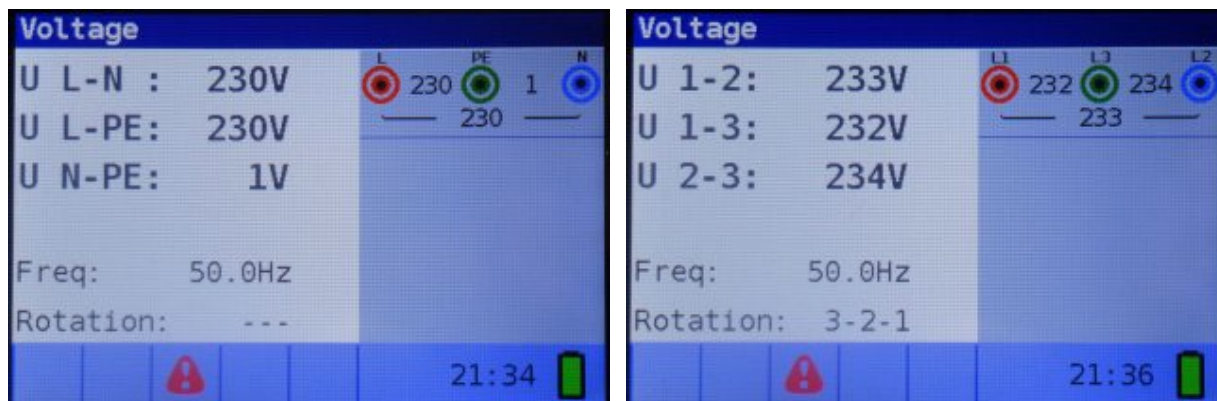 Voltage
U L-N : 230V
U L-PE: 230V
U N-PE: 1V
Freq: 50.0Hz
Rotation: ---
L PE N
230 1
230
21:34
Voltage
U 1-2: 233V
U 1-3: 232V
U 2-3: 234V
Freq: 50.0Hz
Rotation: 3-2-1
L1 L3 L2
232 234
233
21:36